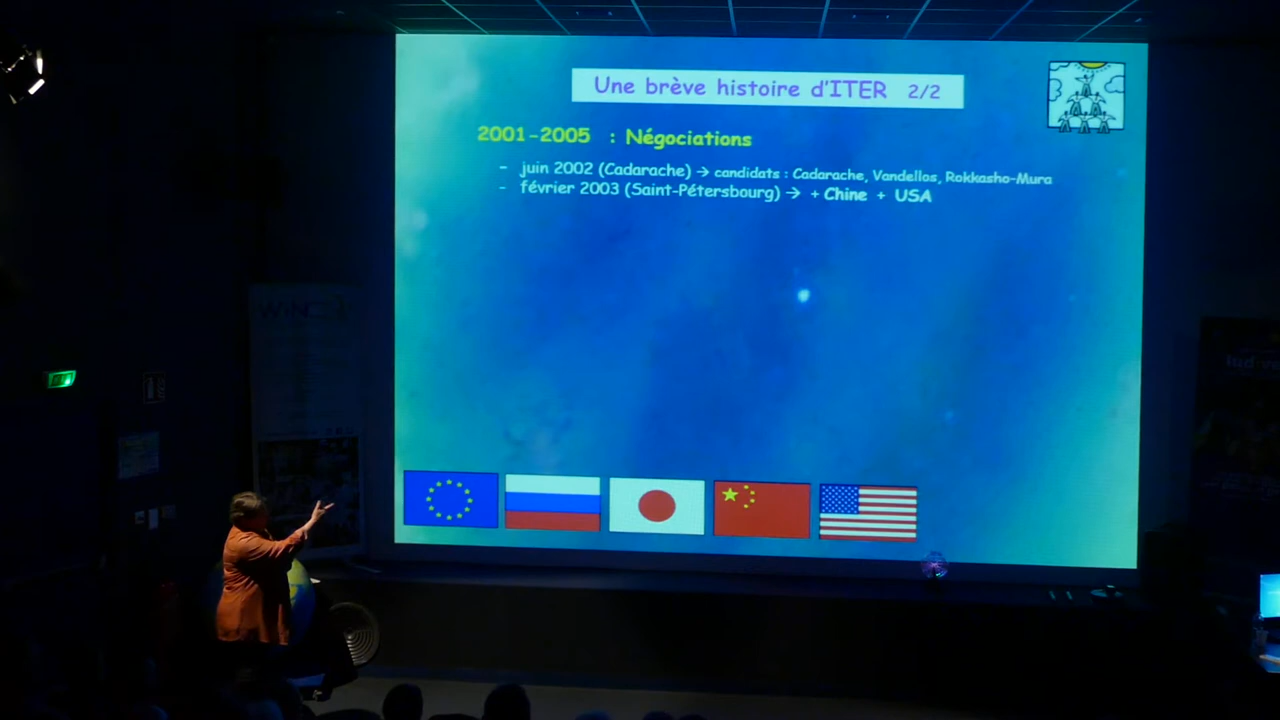 Une brève histoire d'ITER 2/2
2001-2005 : Négociations
- juin 2002 (Cadarache) → candidats : Cadarache, Vandellos, Rokkasho-Mura
- février 2003 (Saint-Pétersbourg) → + Chine + USA